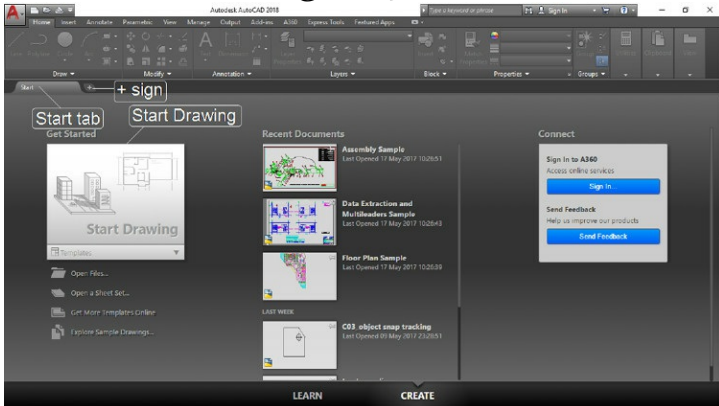 Autodesk AutoCAD 2018
Type a keyword or phrase
Sign In
Home Insert Annotate Parametric View Manage Output Add-ins A360 Express Tools Featured Apps
Draw Modify Annotation Layers Block Properties Groups
Start
+ sign
Start tab
Start Drawing
Get Started
Recent Documents
Connect
Start Drawing
Templates
Open Files...
Open a Sheet Set...
Get More Templates Online
Explore Sample Drawings...
Assembly Sample
Last Opened 17 May 2017 10:26:51
Data Extraction and
Multileaders Sample
Last Opened 17 May 2017 10:26:43
Floor Plan Sample
Last Opened 17 May 2017 10:26:39
LAST WEEK
C03_object snap
tracking
Last Opened 09 May 2017 23:28:51
Sign In to A360
Access online services
Sign In...
Send Feedback
Help us improve our products
Send Feedback
LEARN
CREATE